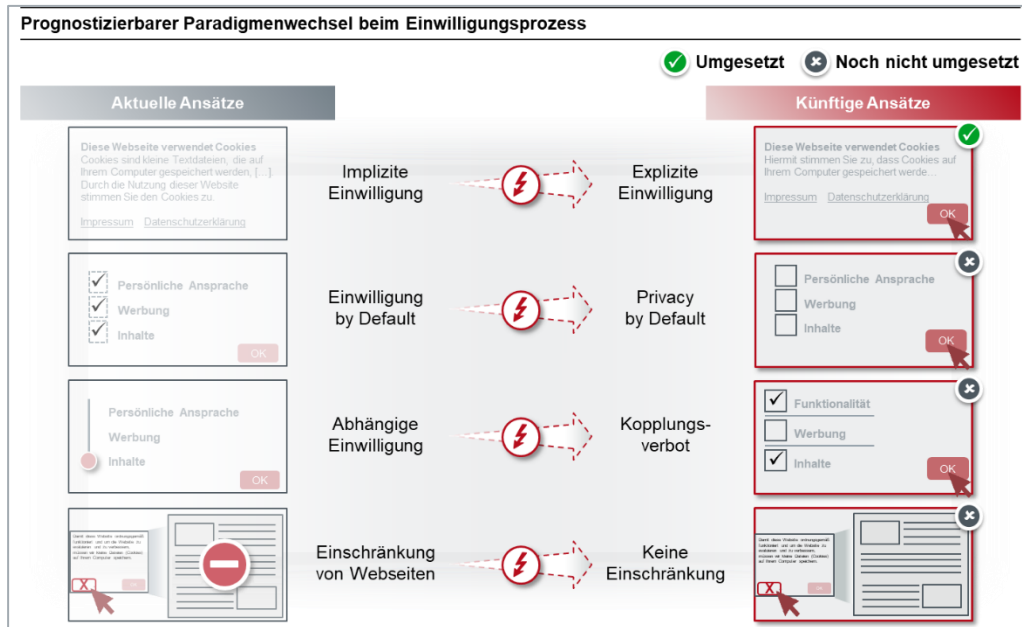 Prognostizierbarer Paradigmenwechsel beim Einwilligungsprozess
Umgesetzt
Noch nicht umgesetzt
Aktuelle Ansätze
Künftige Ansätze
Diese Webseite verwendet Cookies
Cookies sind kleine Textdateien, die auf
Ihrem Computer gespeichert werden, [...].
Durch die Nutzung dieser Website
stimmen Sie den Cookies zu.
Impressum Datenschutzerklärung
Implizite
Einwilligung
Explizite
Einwilligung
Diese Webseite verwendet Cookies
Hiermit stimmen Sie zu, dass Cookies auf
Ihrem Computer gespeichert werde...
Impressum Datenschutzerklärung
OK
Persönliche Ansprache
Werbung
Inhalte
OK
Einwilligung
by Default
Privacy
by Default
Persönliche Ansprache
Werbung
Inhalte
OK
Persönliche Ansprache
Werbung
Inhalte
OK
Abhängige
Einwilligung
Kopplungs-
verbot
Funktionalität
Werbung
Inhalte
OK
X
OK
Einschränkung
von Webseiten
Keine
Einschränkung
X
OK